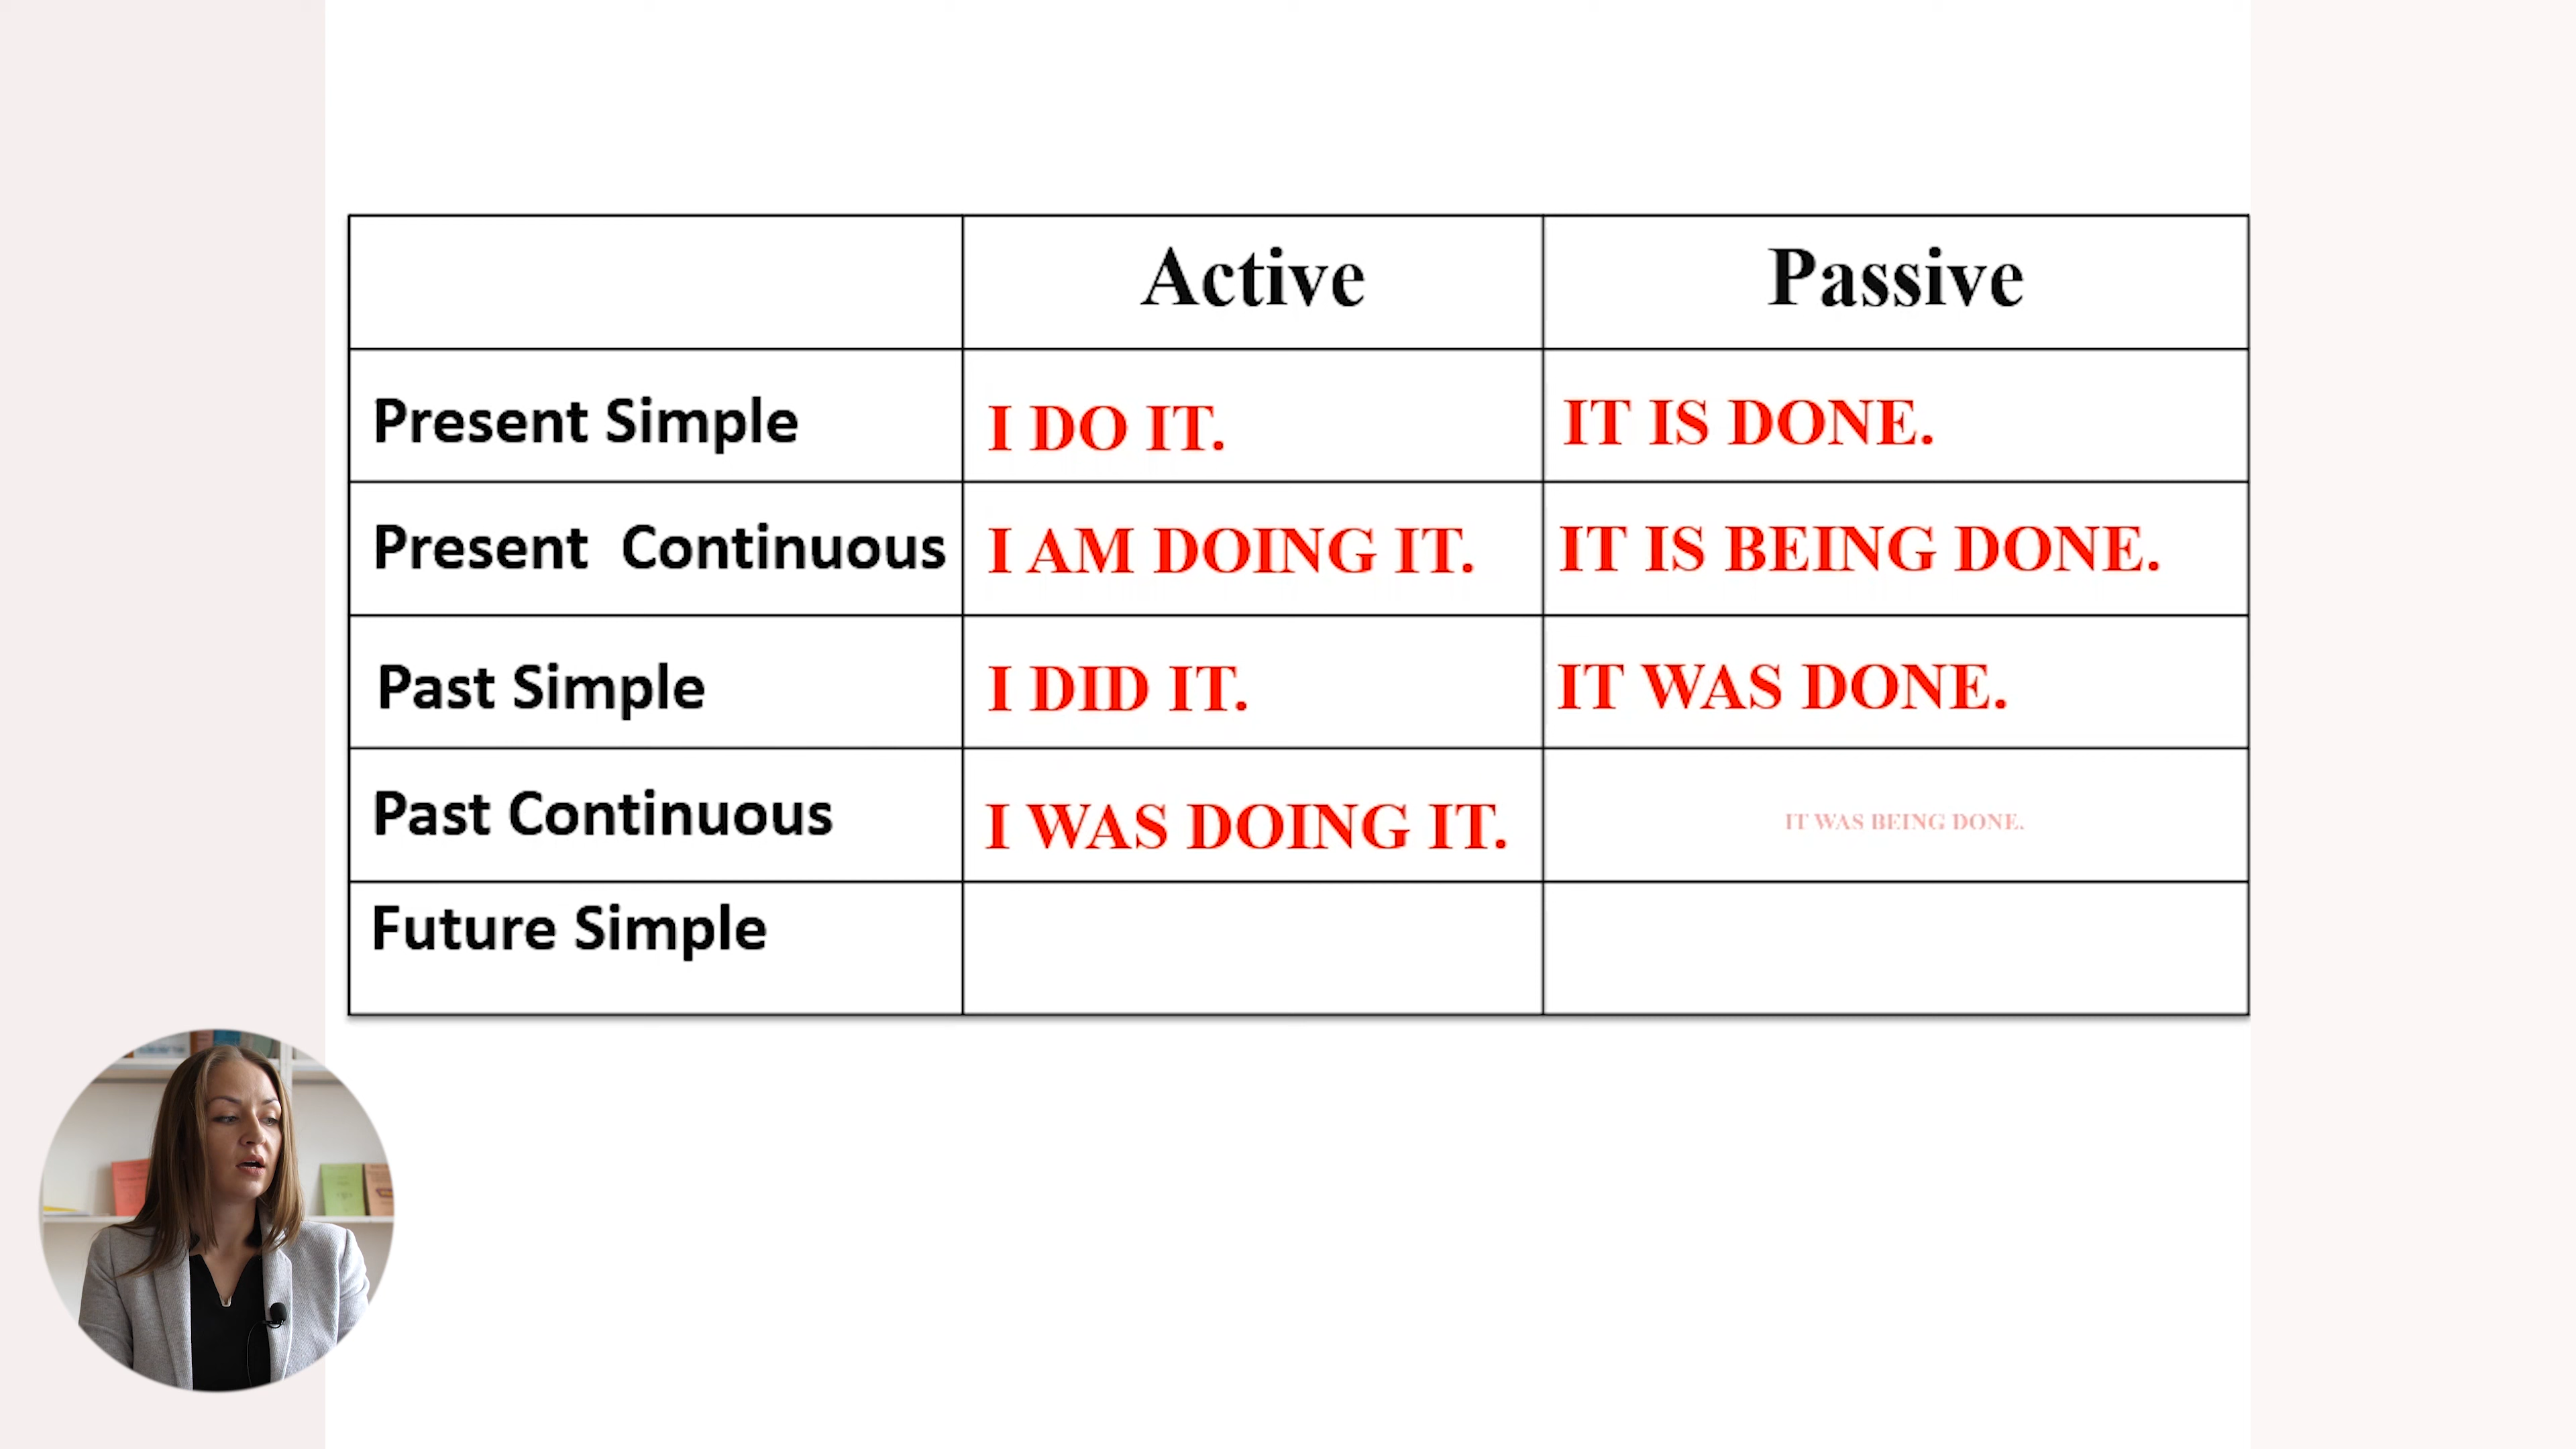 Active Passive
Present Simple I DO IT. IT IS DONE.
Present Continuous I AM DOING IT. IT IS BEING DONE.
Past Simple I DID IT. IT WAS DONE.
Past Continuous I WAS DOING IT. IT WAS BEING DONE.
Future Simple